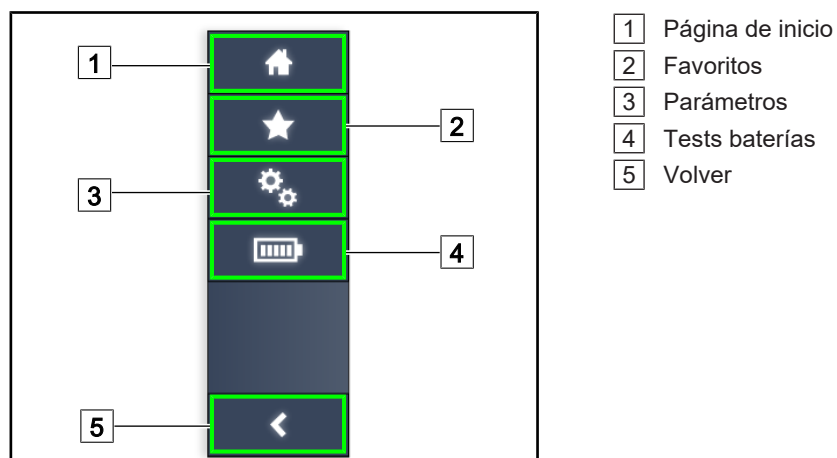 1
2
3
4
5
1 Página de inicio
2 Favoritos
3 Parámetros
4 Tests baterías
5 Volver